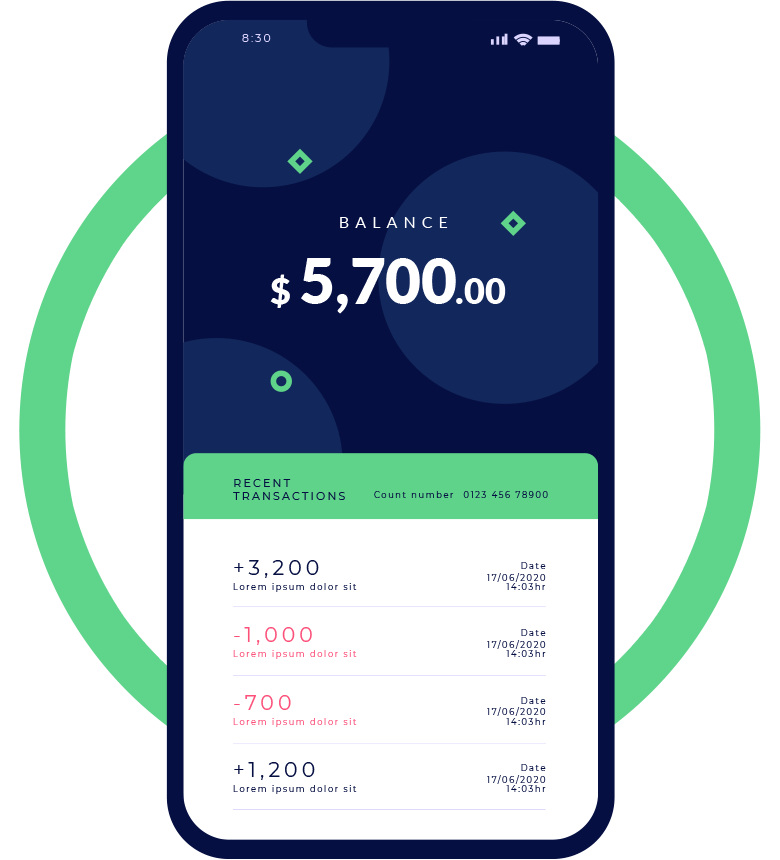 8:30
BALANCE
$ 5,700.00
RECENT
TRANSACTIONS
Count number 0123 456 78900
+3,200
Lorem ipsum dolor sit
Date
17/06/2020
14:03hr
-1,000
Lorem ipsum dolor sit
Date
17/06/2020
14:03hr
-700
Lorem ipsum dolor sit
Date
17/06/2020
14:03hr
+1,200
Lorem ipsum dolor sit
Date
17/06/2020
14:03hr